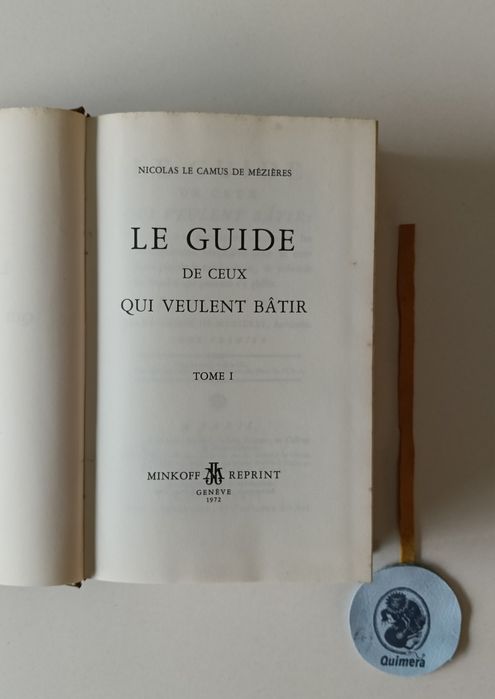 NICOLAS LE CAMUS DE MÉZIÈRES
LE GUIDE
DE CEUX
QUI VEULENT BÂTIR
TOME I
MINKOFF REPRINT
GENÈVE
1972
Quimera